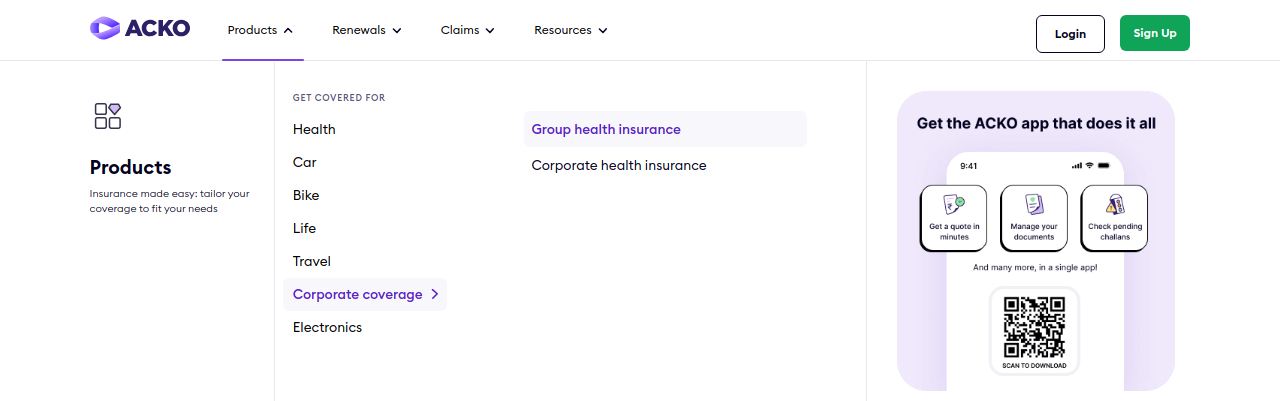 ACKO
Products
Renewals
Claims
Resources
Login
Sign Up
Products
Insurance made easy: tailor your
coverage to fit your needs
GET COVERED FOR
Health
Car
Bike
Life
Travel
Corporate coverage
Electronics
Group health insurance
Corporate health insurance
Get the ACKO app that does it all
9:41
Get a quote in
minutes
Manage your
documents
Check pending
challans
And many more, in a single app!
SCAN TO DOWNLOAD